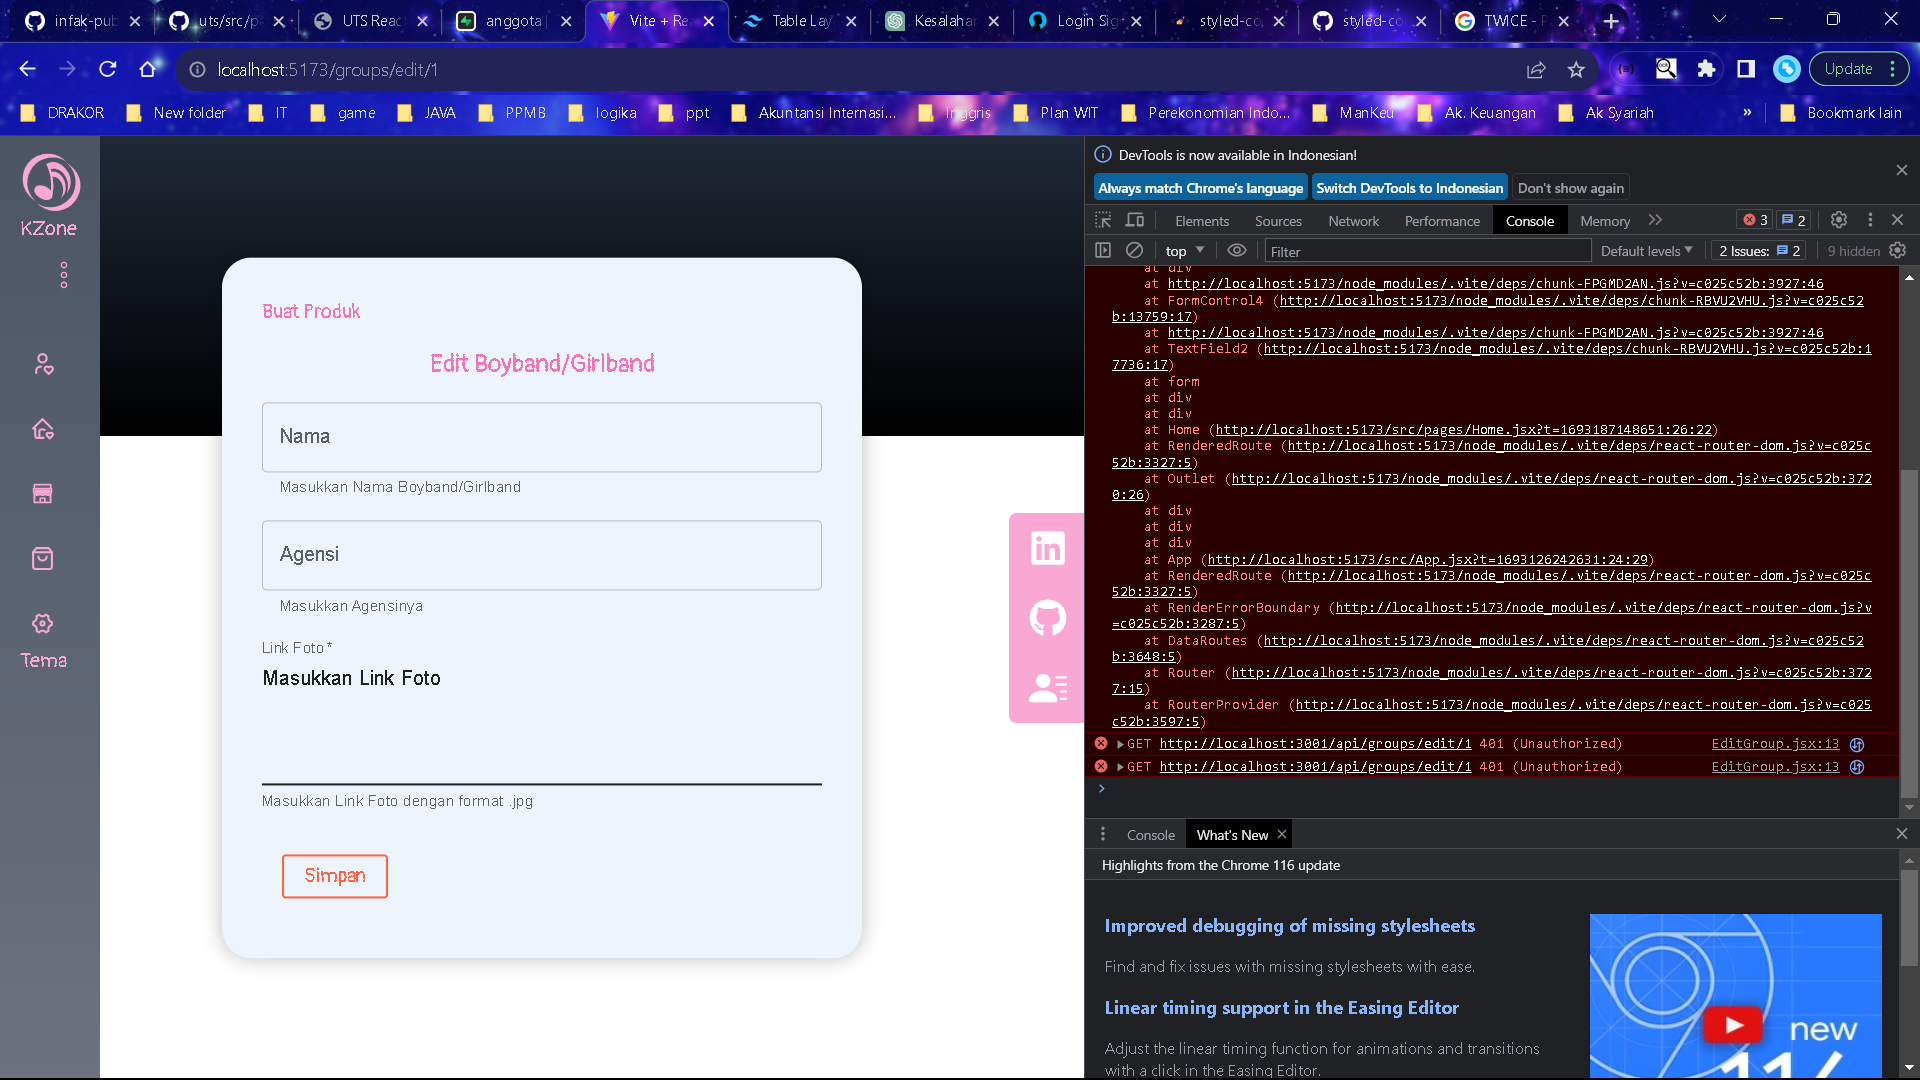 infak-pub
uts/src/p
UTS Reac
anggota
Vite + Re
Table Lay
Kesalahar
Login Sig
styled-co
styled-co
TWICE - P
localhost:5173/groups/edit/1
Update
DRAKOR
New folder
IT
game
JAVA
PPMB
logika
ppt
Akuntansi Internasi...
Inggris
Plan WIT
Perekonomian Indo...
ManKeu
Ak. Keuangan
Ak Syariah
»
Bookmark lain
KZone
Tema
Buat Produk
Edit Boyband/Girlband
Nama
Masukkan Nama Boyband/Girlband
Agensi
Masukkan Agensinya
Link Foto *
Masukkan Link Foto
Masukkan Link Foto dengan format .jpg
Simpan
DevTools is now available in Indonesian!
Always match Chrome's language
Switch DevTools to Indonesian
Don't show again
Elements
Sources
Network
Performance
Console
Memory
3
2
top
Filter
Default levels
2 Issues: 2
9 hidden
at div
at http://localhost:5173/node_modules/.vite/deps/chunk-FPGMD2AN.js?v=c025c52b:3927:46
at FormControl4 (http://localhost:5173/node_modules/.vite/deps/chunk-RBVU2VHU.js?v=c025c52
b:13759:17)
at http://localhost:5173/node_modules/.vite/deps/chunk-FPGMD2AN.js?v=c025c52b:3927:46
at TextField2 (http://localhost:5173/node_modules/.vite/deps/chunk-RBVU2VHU.js?v=c025c52b:1
7736:17)
at form
at div
at div
at Home (http://localhost:5173/src/pages/Home.jsx?t=1693187148651:26:22)
at RenderedRoute (http://localhost:5173/node_modules/.vite/deps/react-router-dom.js?v=c025c
52b:3327:5)
at Outlet (http://localhost:5173/node_modules/.vite/deps/react-router-dom.js?v=c025c52b:372
0:26)
at div
at div
at div
at App (http://localhost:5173/src/App.jsx?t=1693126242631:24:29)
at RenderedRoute (http://localhost:5173/node_modules/.vite/deps/react-router-dom.js?v=c025c
52b:3327:5)
at RenderErrorBoundary (http://localhost:5173/node_modules/.vite/deps/react-router-dom.js?v
=c025c52b:3287:5)
at DataRoutes (http://localhost:5173/node_modules/.vite/deps/react-router-dom.js?v=c025c52
b:3648:5)
at Router (http://localhost:5173/node_modules/.vite/deps/react-router-dom.js?v=c025c52b:372
7:15)
at RouterProvider (http://localhost:5173/node_modules/.vite/deps/react-router-dom.js?v=c025
c52b:3597:5)
GET http://localhost:3001/api/groups/edit/1 401 (Unauthorized) EditGroup.jsx:13
GET http://localhost:3001/api/groups/edit/1 401 (Unauthorized) EditGroup.jsx:13
Console
What's New
Highlights from the Chrome 116 update
Improved debugging of missing stylesheets
Find and fix issues with missing stylesheets with ease.
Linear timing support in the Easing Editor
Adjust the linear timing function for animations and transitions
with a click in the Easing Editor.
new
116